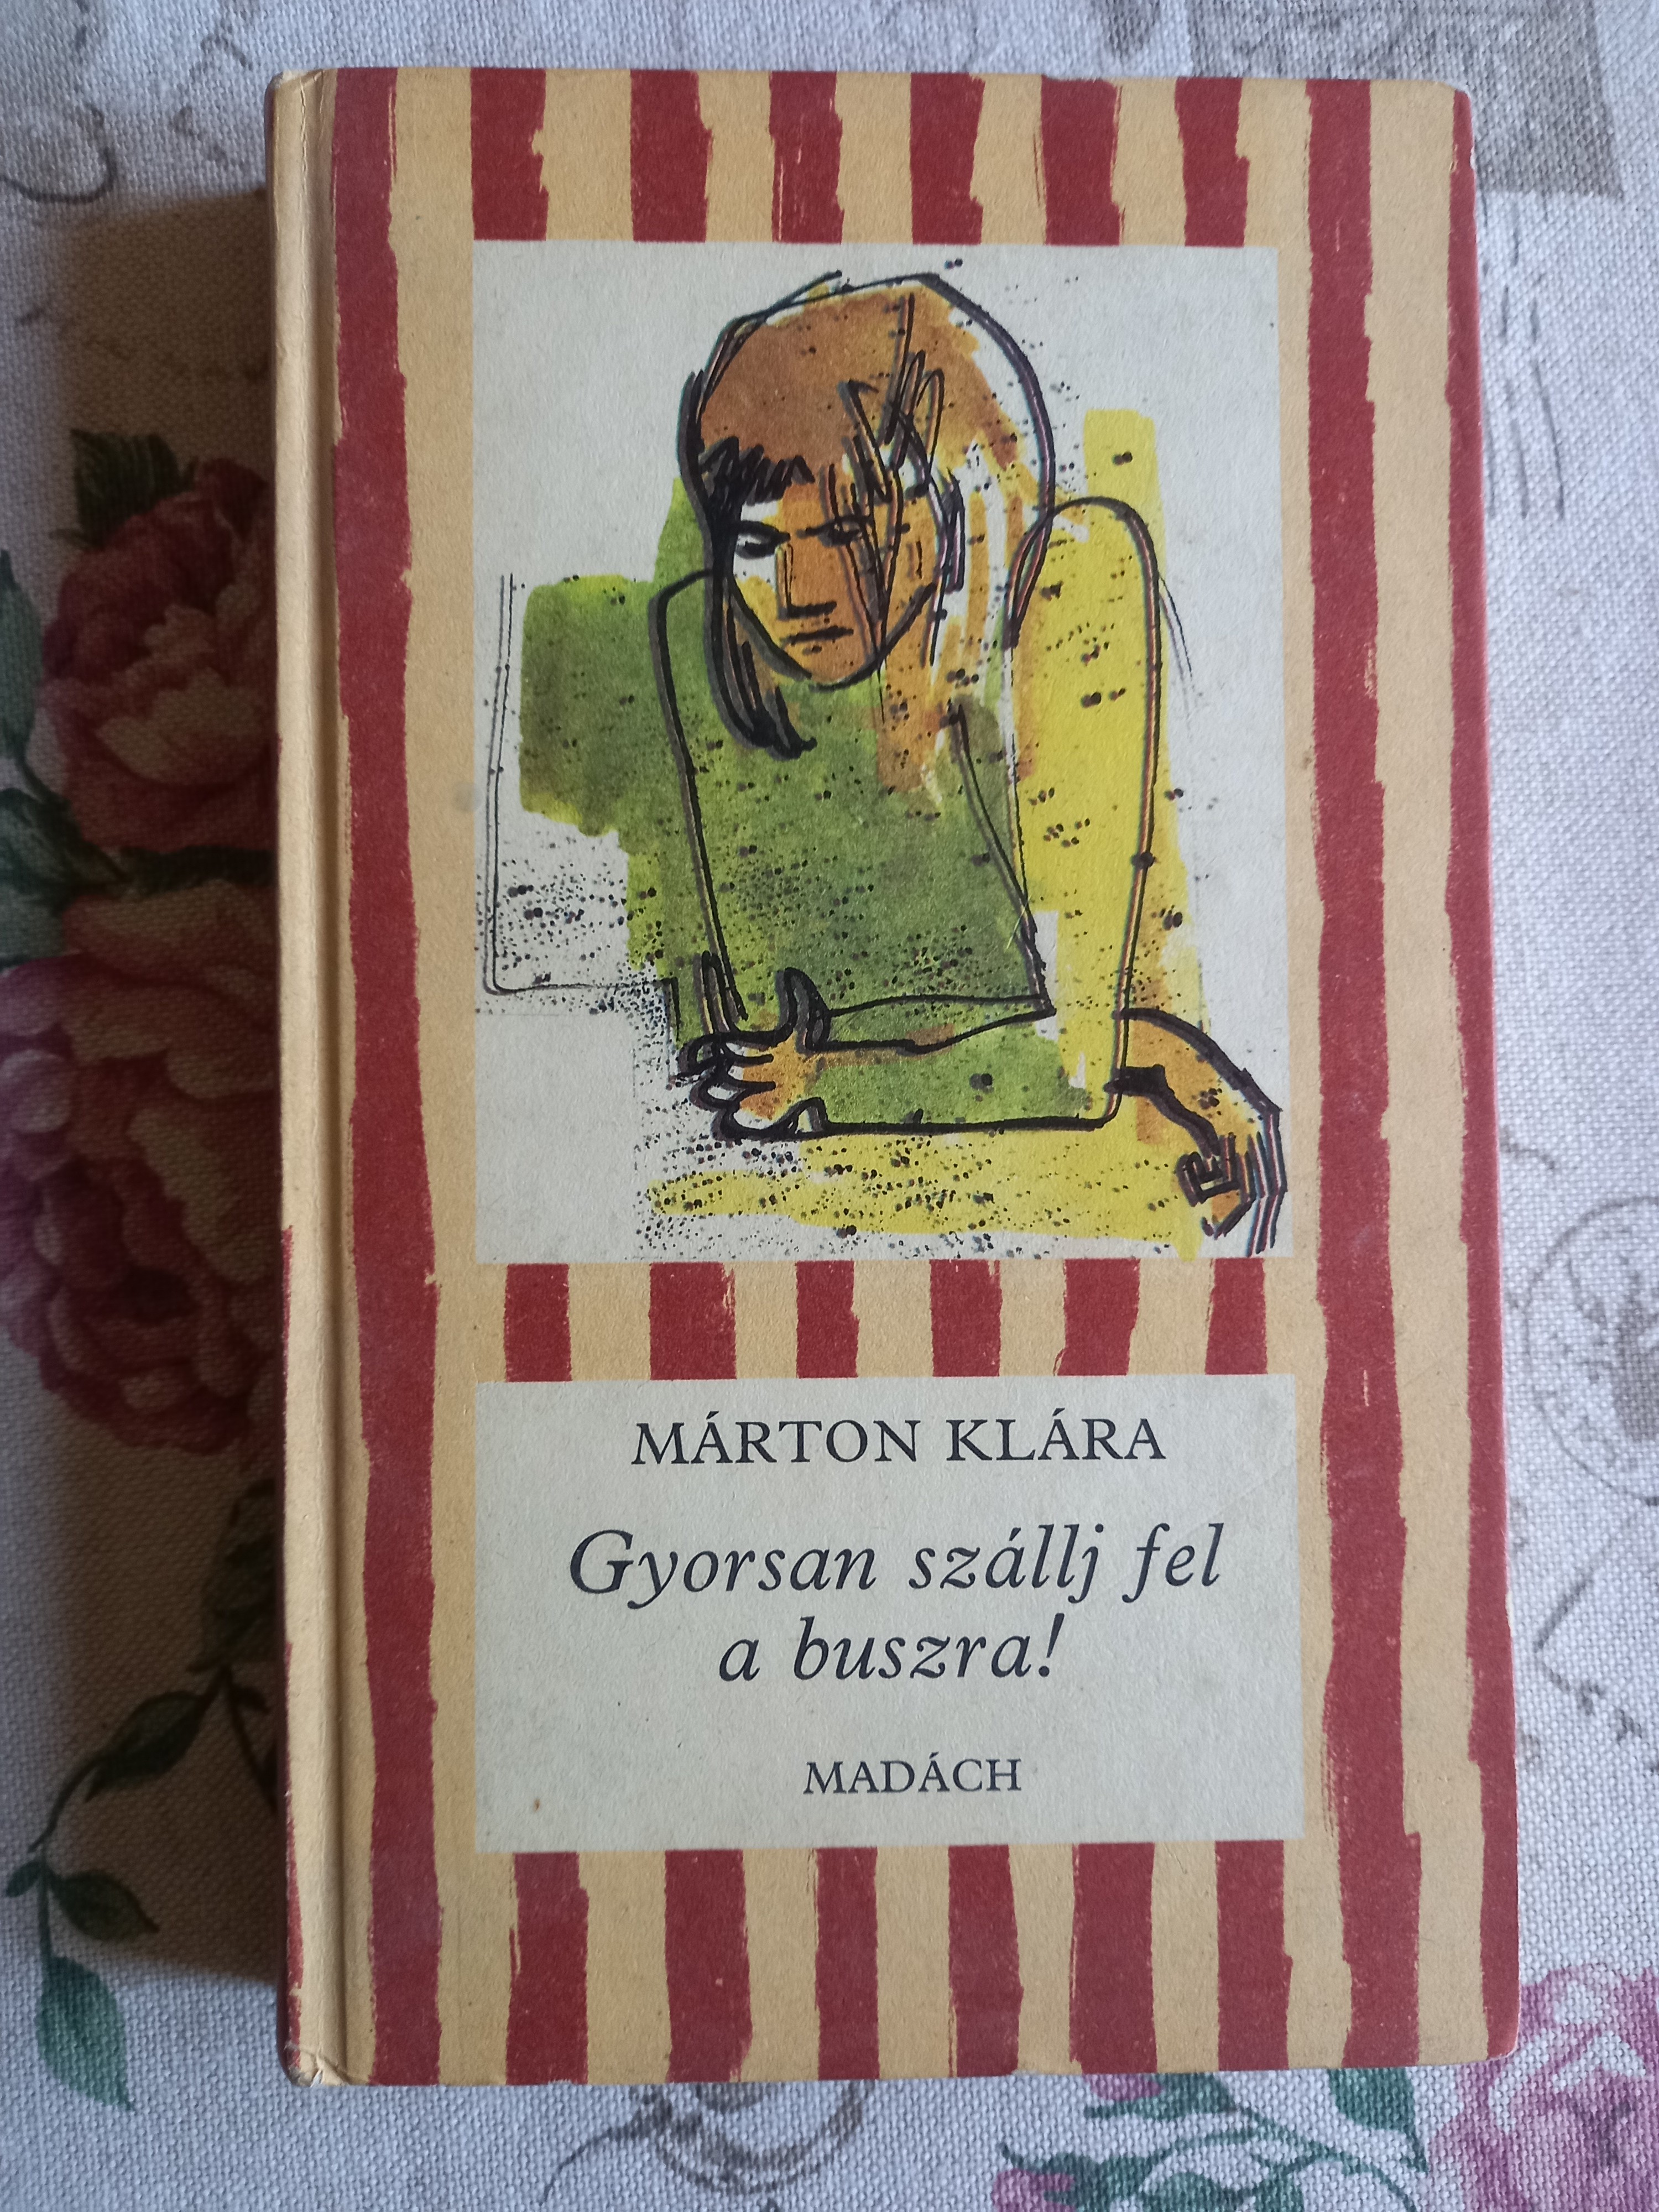 MÁRTON KLÁRA
Gyorsan szállj fel
a buszra!
MADÁCH